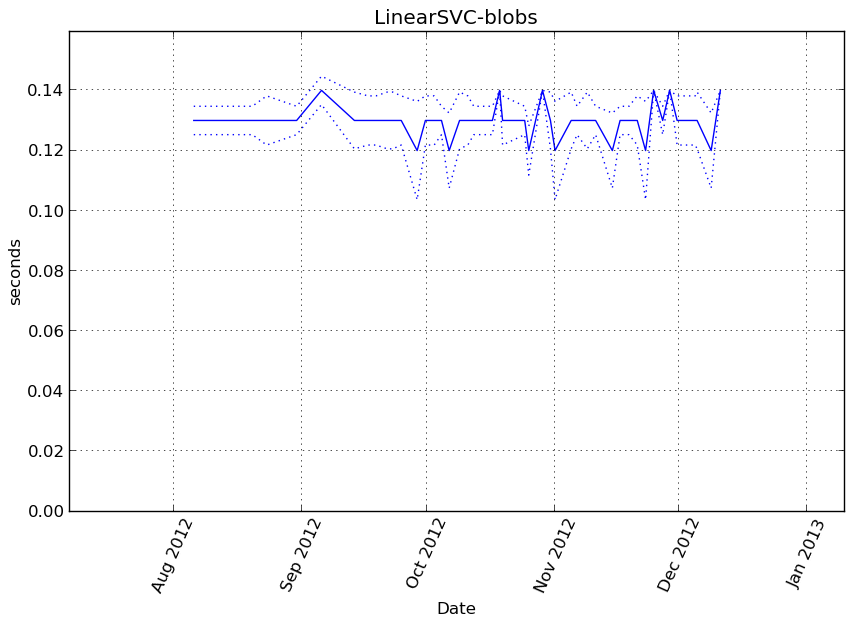 LinearSVC-blobs
0.14
0.12
0.10
0.08
0.06
0.04
0.02
0.00
seconds
Aug 2012
Sep 2012
Oct 2012
Nov 2012
Dec 2012
Jan 2013
Date